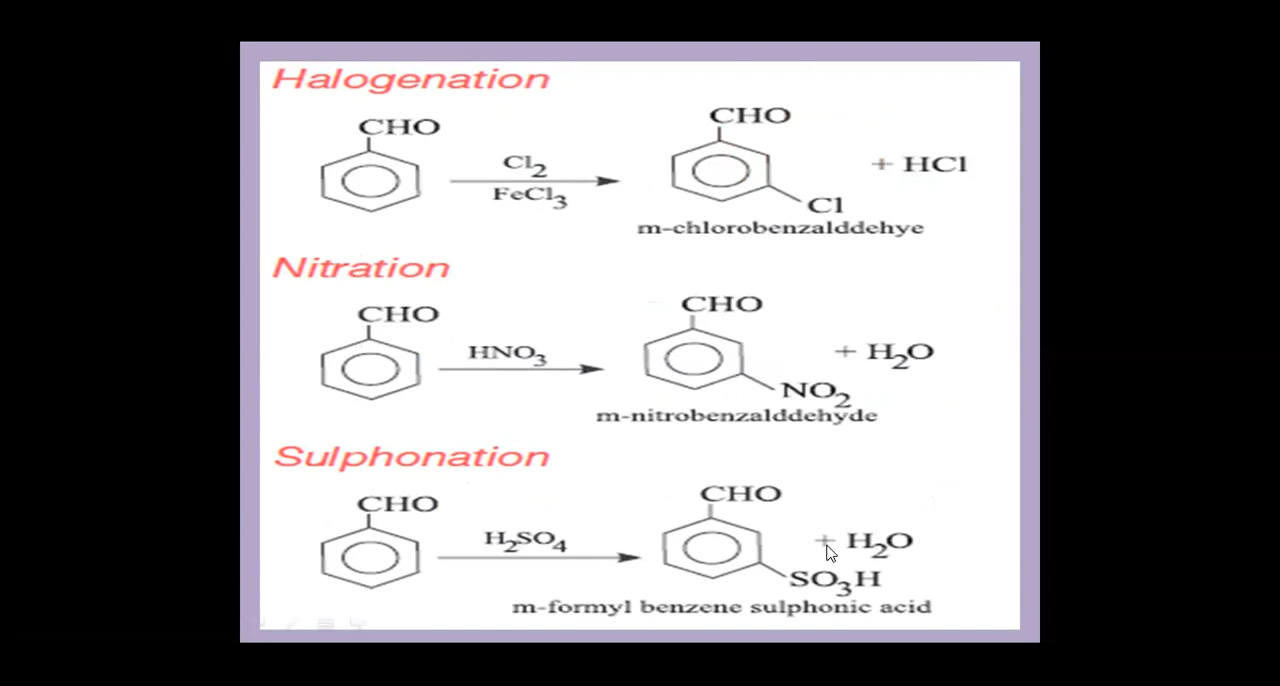 Halogenation
CHO
CHO
Cl2
FeCl3
+ HCl
Cl
m-chlorobenzalddehye
Nitration
CHO
CHO
HNO3
+ H2O
NO2
m-nitrobenzalddehyde
Sulphonation
CHO
CHO
H2SO4
+ H2O
SO3H
m-formyl benzene sulphonic acid